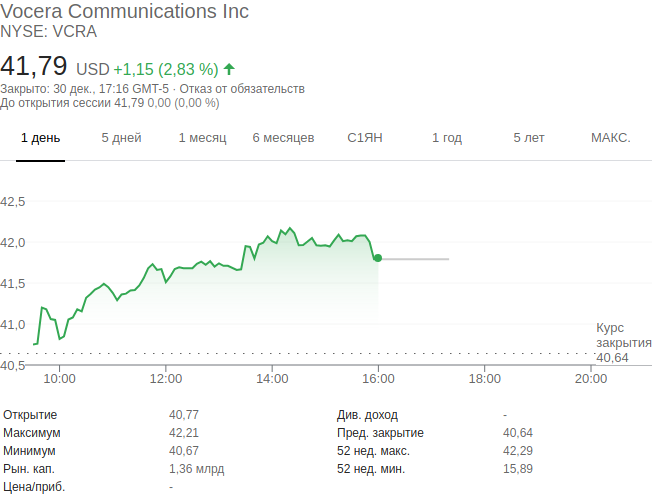 Vocera Communications Inc
NYSE: VCRA
41,79 USD +1,15 (2,83 %)
Закрыто: 30 дек., 17:16 GMT-5 · Отказ от обязательств
До открытия сессии 41,79 0,00 (0,00 %)
1 день 5 дней 1 месяц 6 месяцев С1ЯН 1 год 5 лет МАКС.
42,5
42,0
41,5
41,0
Курс
закрытия
40,64
40,5
10:00 12:00 14:00 16:00 18:00 20:00
Открытие 40,77 Див. доход -
Максимум 42,21 Пред. закрытие 40,64
Минимум 40,67 52 нед. макс. 42,29
Рын. кап. 1,36 млрд 52 нед. мин. 15,89
Цена/приб. -